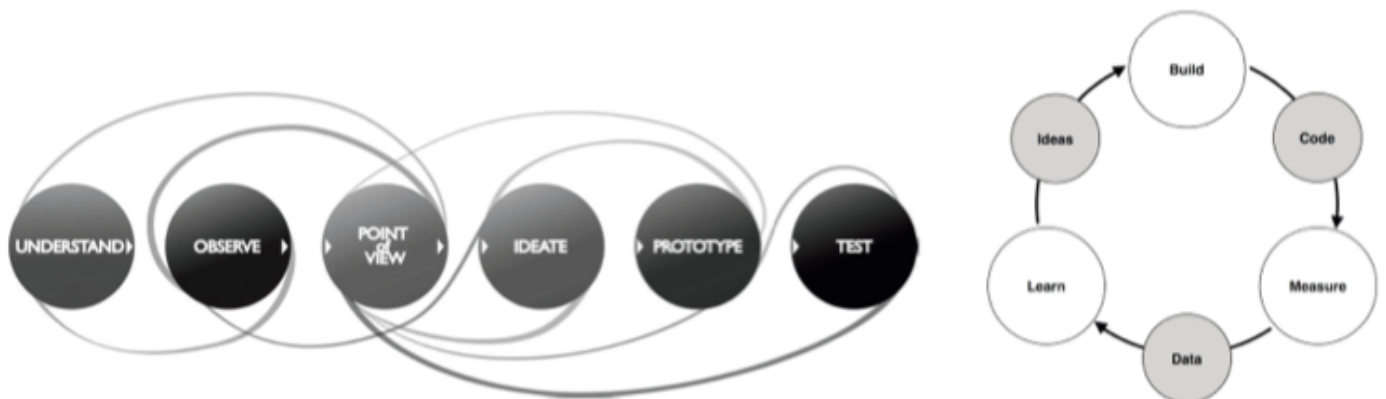 UNDERSTAND
OBSERVE
POINT
of
VIEW
IDEATE
PROTOTYPE
TEST
Build
Code
Measure
Data
Learn
Ideas